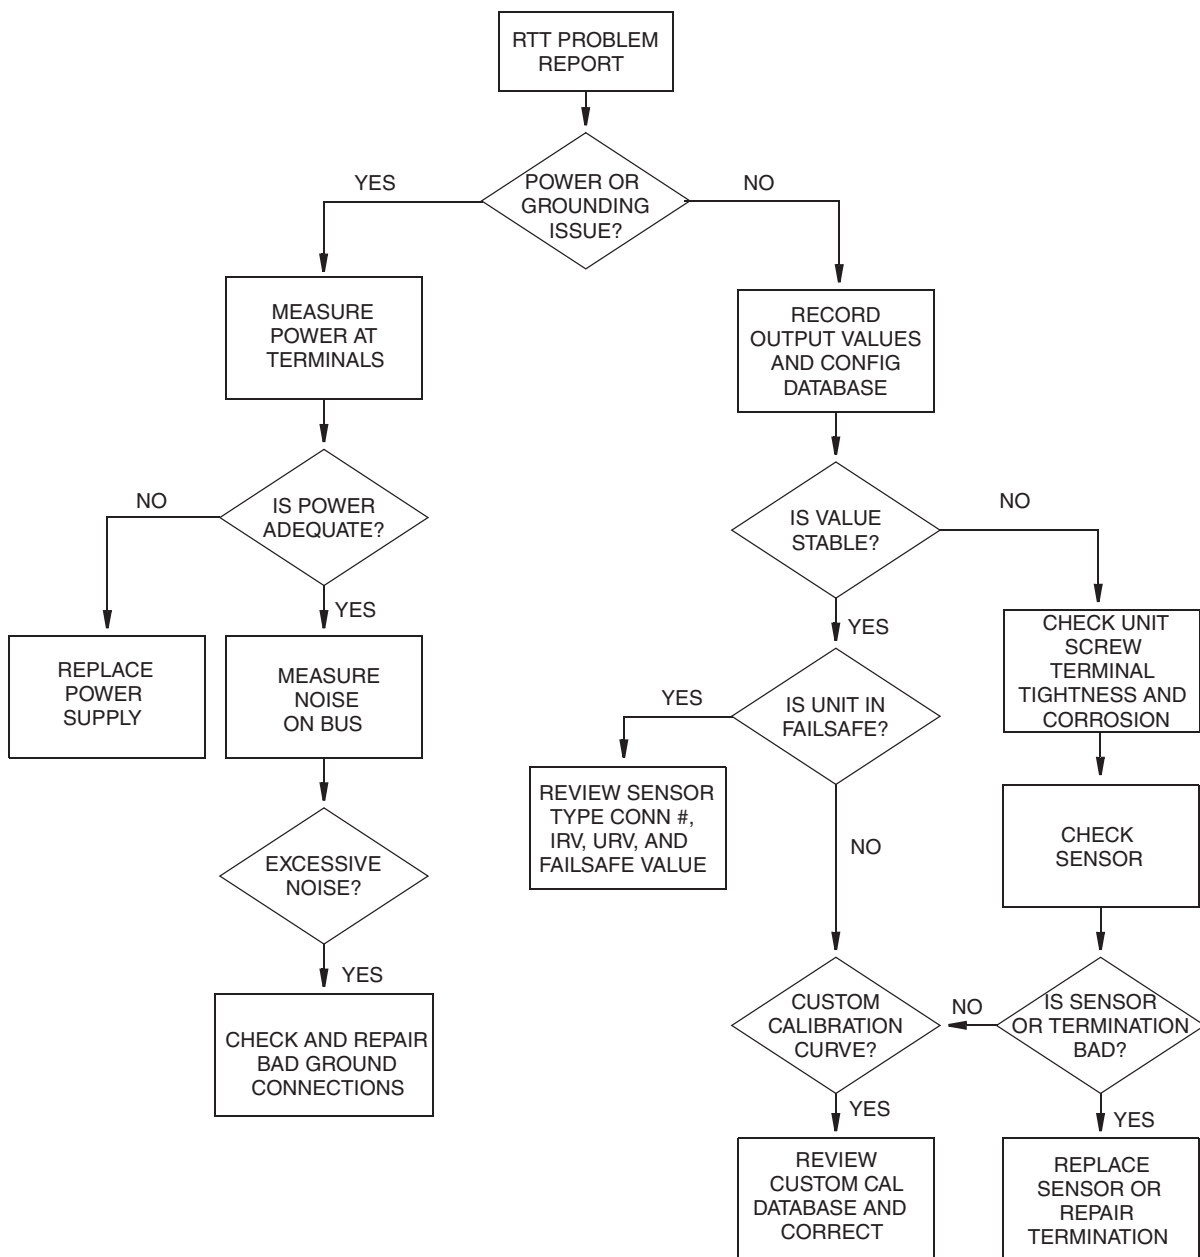 RTT PROBLEM
REPORT
POWER OR
GROUNDING
ISSUE?
YES
NO
MEASURE
POWER AT
TERMINALS
RECORD
OUTPUT VALUES
AND CONFIG
DATABASE
IS POWER
ADEQUATE?
NO
YES
IS VALUE
STABLE?
NO
YES
REPLACE
POWER
SUPPLY
MEASURE
NOISE
ON BUS
CHECK UNIT
SCREW
TERMINAL
TIGHTNESS AND
CORROSION
IS UNIT IN
FAILSAFE?
YES
NO
REVIEW SENSOR
TYPE CONN #,
IRV, URV, AND
FAILSAFE VALUE
CHECK
SENSOR
EXCESSIVE
NOISE?
YES
CHECK AND REPAIR
BAD GROUND
CONNECTIONS
CUSTOM
CALIBRATION
CURVE?
NO
IS SENSOR
OR TERMINATION
BAD?
YES
YES
REVIEW
CUSTOM CAL
DATABASE AND
CORRECT
REPLACE
SENSOR OR
REPAIR
TERMINATION